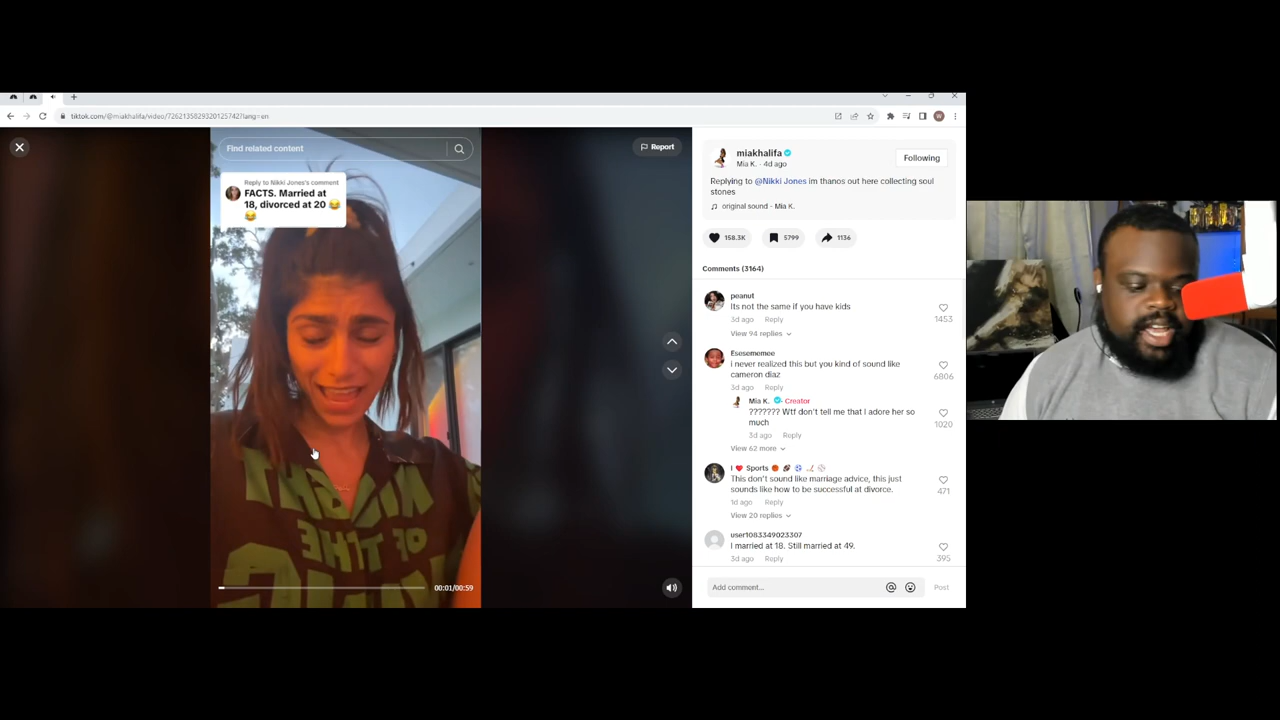 tiktok.com/@miakhalifa/video/7262135829320125742?lang=en
Find related content
Report
Reply to Nikki Jones's comment
FACTS. Married at
18, divorced at 20 😂
😂
00:01/00:59
miakhalifa
Mia K. · 4d ago
Following
Replying to @Nikki Jones im thanos out here collecting soul
stones
original sound - Mia K.
158.3K
5799
1136
Comments (3164)
peanut
Its not the same if you have kids
3d ago Reply
1453
View 94 replies
Esesememee
i never realized this but you kind of sound like
cameron diaz
3d ago Reply
6806
Mia K. · Creator
??????? Wtf don't tell me that I adore her so
much
3d ago Reply
1020
View 62 more
I ❤️ Sports 🏀 🏈
This don't sound like marriage advice, this just
sounds like how to be successful at divorce.
1d ago Reply
471
View 20 replies
user1083349023307
I married at 18. Still married at 49.
3d ago Reply
395
Add comment...
Post